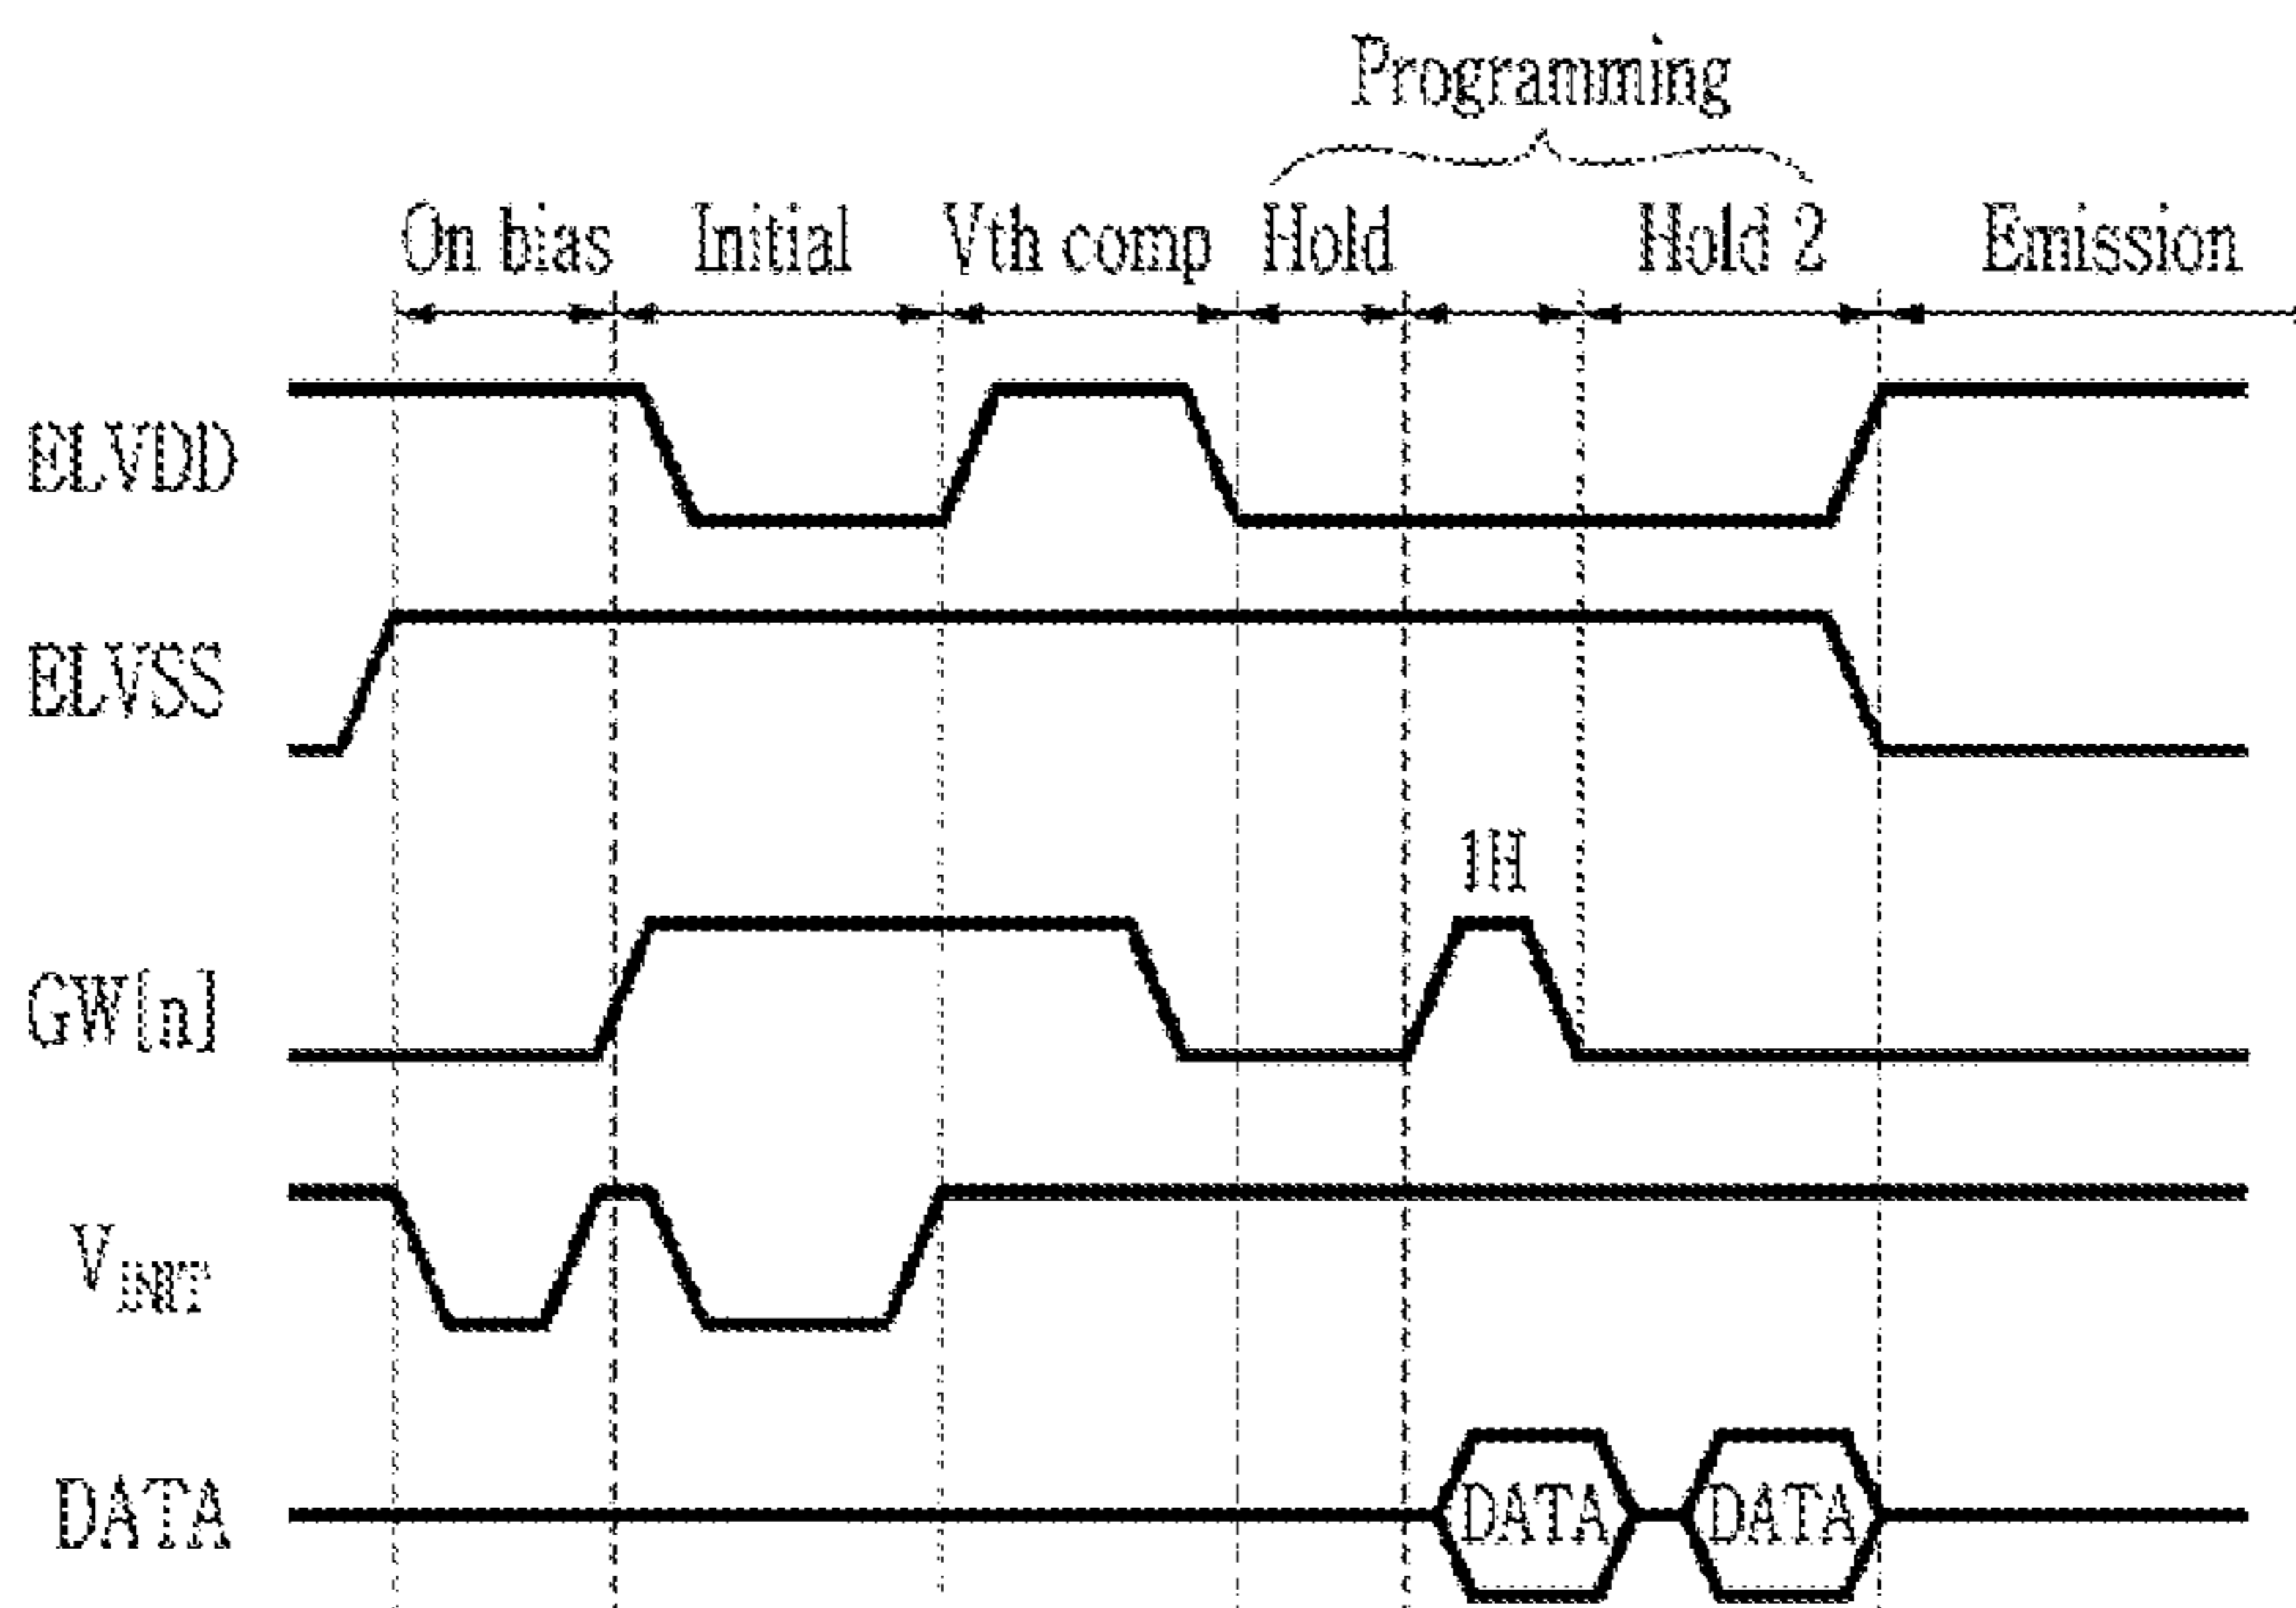 Programming
On bias Initial Vth comp Hold Hold 2 Emission
ELVDD
ELVSS
1H
GW[n]
VINIT
DATA DATA DATA